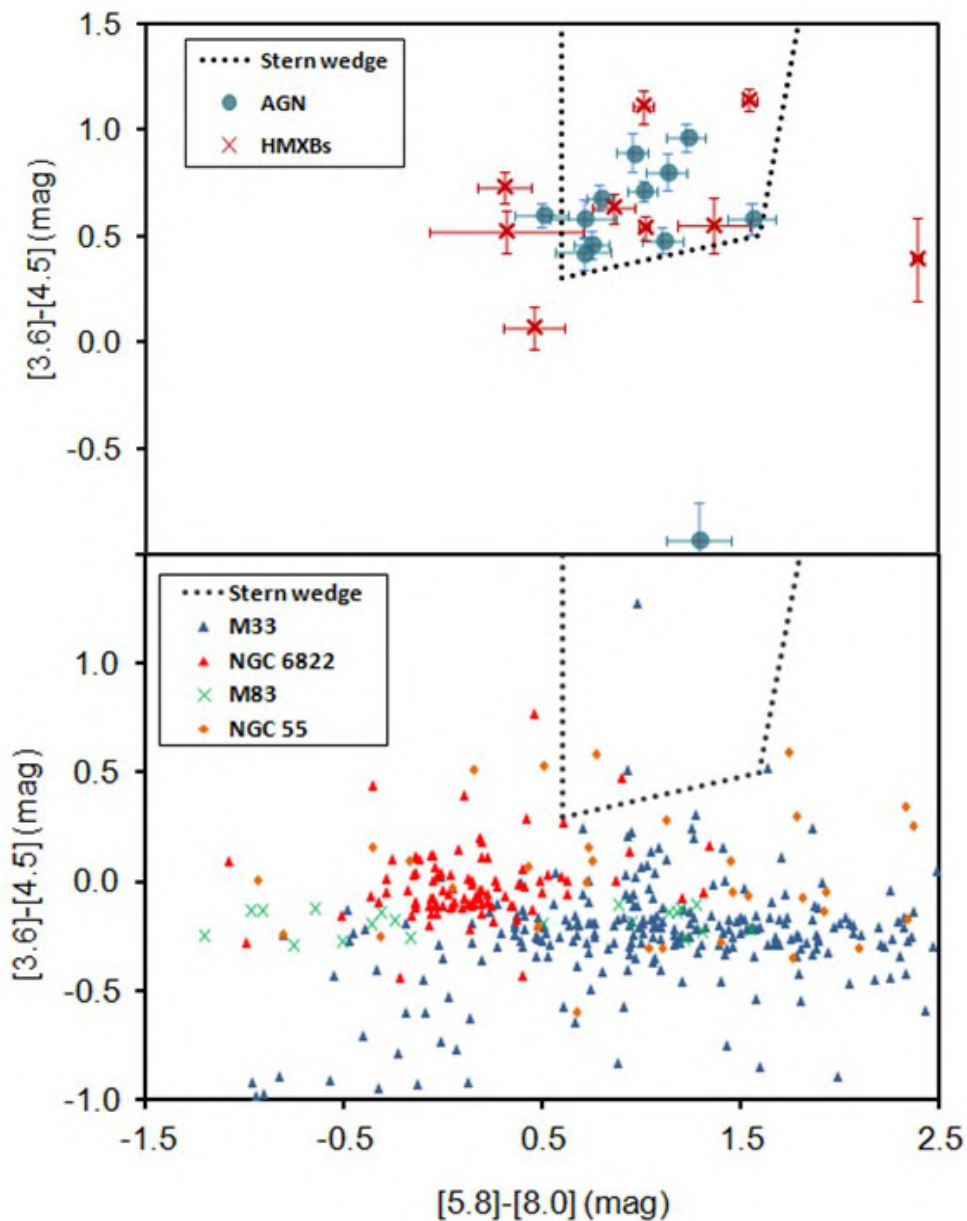 1.5
Stern wedge
AGN
HMXBs
1.0
0.5
0.0
-0.5
[3.6]-[4.5] (mag)
Stern wedge
M33
NGC 6822
M83
NGC 55
1.0
0.5
0.0
-0.5
-1.0
[3.6]-[4.5] (mag)
-1.5 -0.5 0.5 1.5 2.5
[5.8]-[8.0] (mag)